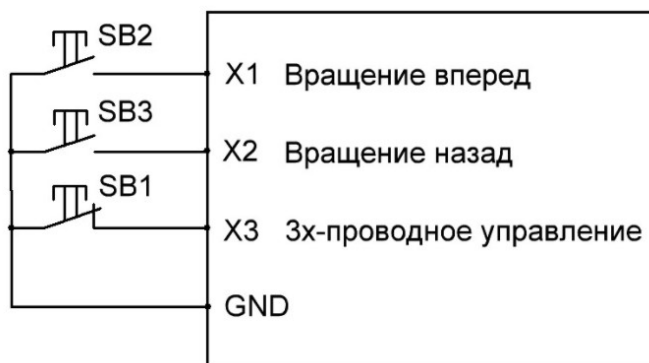 SB2
X1 Вращение вперед
SB3
X2 Вращение назад
SB1
X3 3х-проводное управление
GND